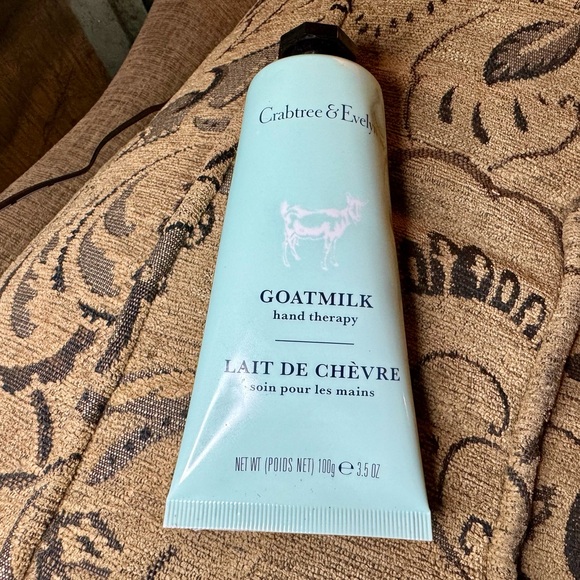 Crabtree & Evelyn
GOATMILK
hand therapy
LAIT DE CHÈVRE
soin pour les mains
NET WT (POIDS NET) 100g ℮ 3.5 OZ